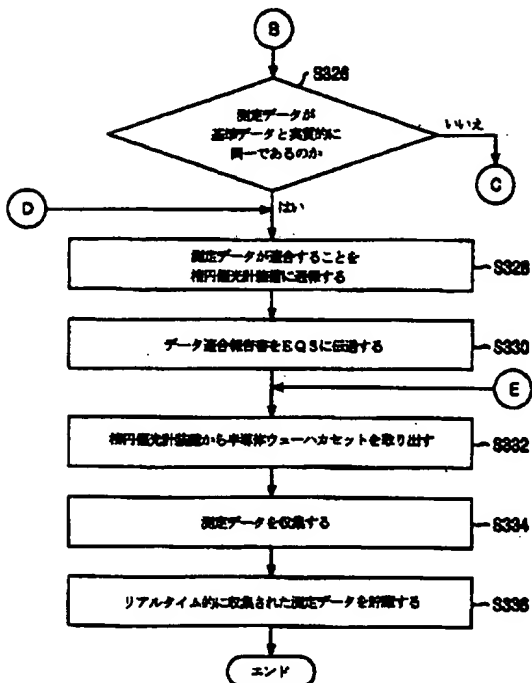 B
S326
測定データが
基準データと実質的に
同一であるのか
いいえ
C
D
はい
測定データが適合することを
楕円偏光計装置に通報する
S328
データ適合報告書をEQSに伝送する
S330
E
楕円偏光計装置から半導体ウェーハカセットを取り出す
S332
測定データを収集する
S334
リアルタイム的に収集された測定データを貯蔵する
S336
エンド